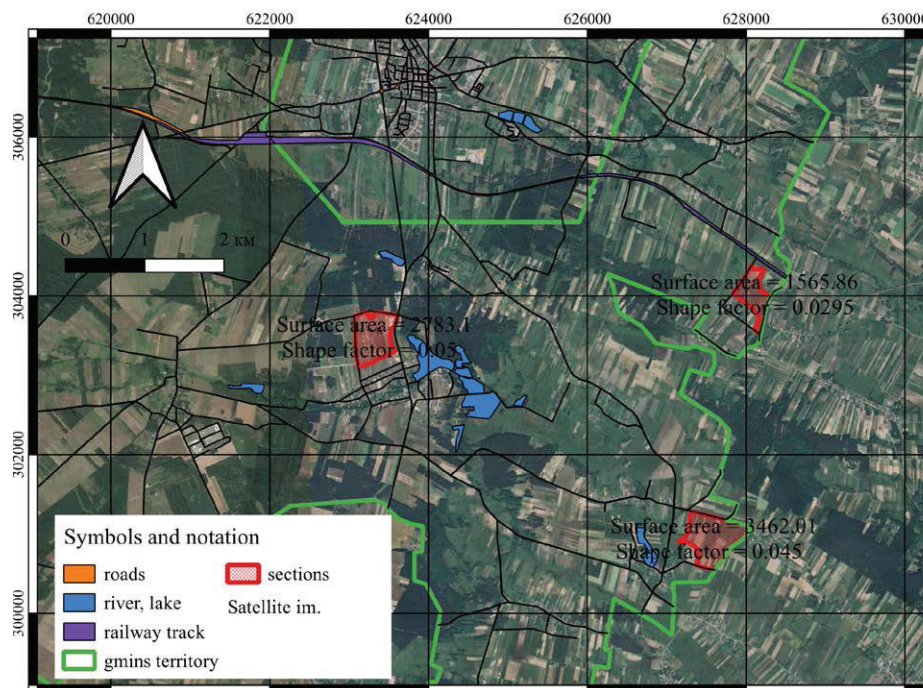 620000 622000 624000 626000 628000 630000
306000
304000
302000
300000
0 1 2 км
Surface area = 1565.86
Shape factor = 0.0295
Surface area = 2783.1
Shape factor = 0.05
Surface area = 3462.01
Shape factor = 0.045
Symbols and notation
roads
river, lake
railway track
gmins territory
sections
Satellite im.